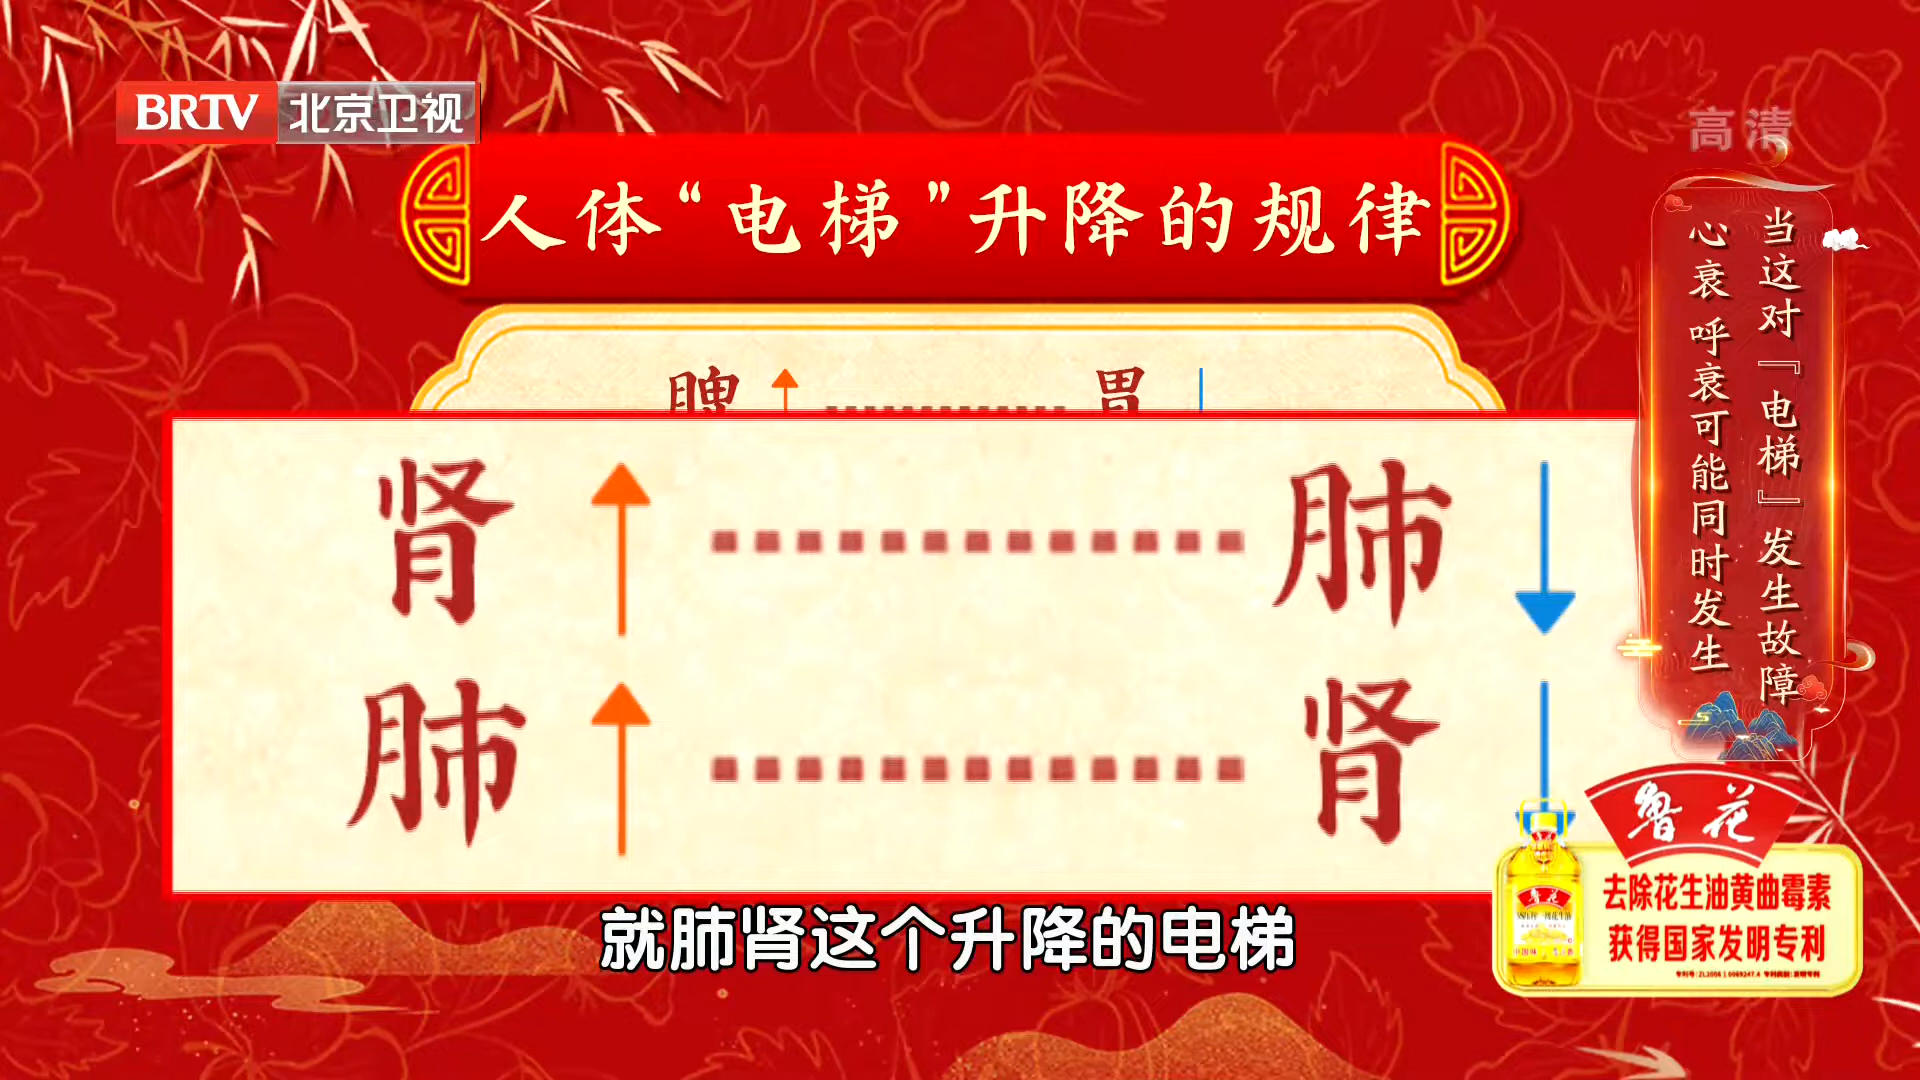 BRTV 北京卫视
高清
人体“电梯”升降的规律
脾 胃
肾 肺
肺 肾
当这对『电梯』发生故障
心衰 呼衰可能同时发生
就肺肾这个升降的电梯
鲁花
去除花生油黄曲霉素
获得国家发明专利